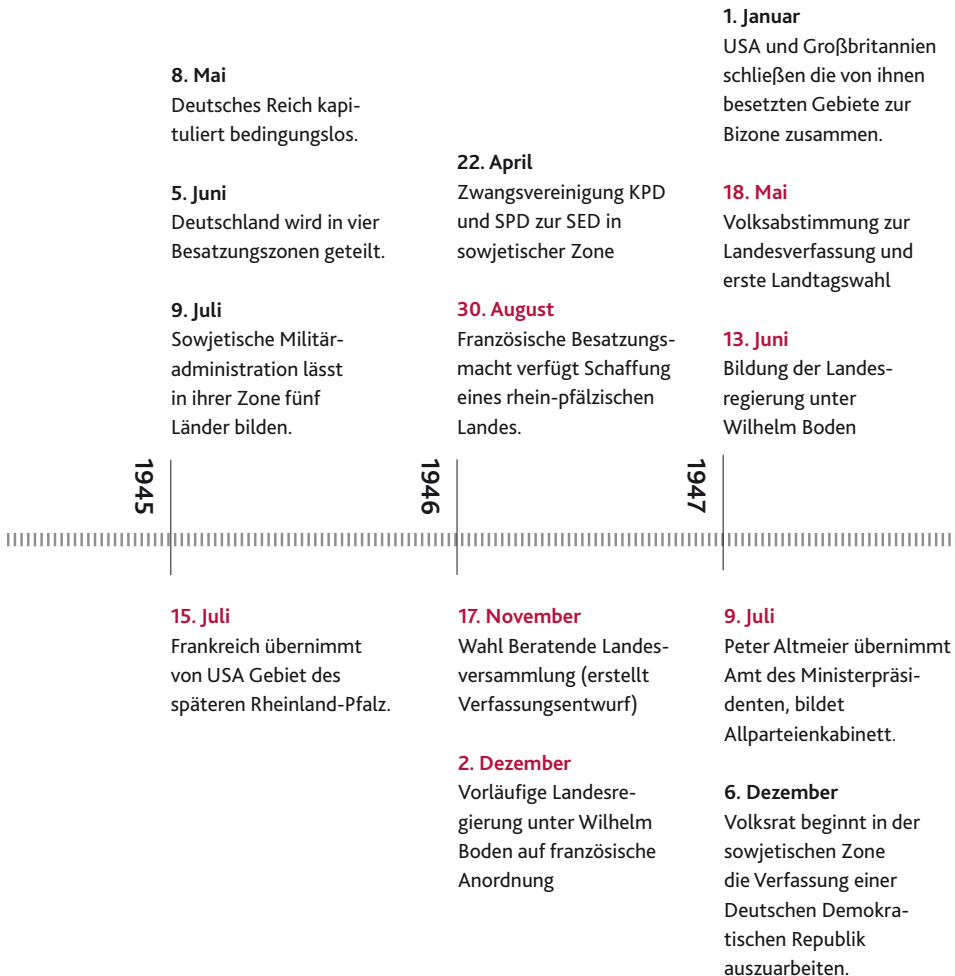 8. Mai
Deutsches Reich kapi-
tuliert bedingungslos.
5. Juni
Deutschland wird in vier
Besatzungszonen geteilt.
9. Juli
Sowjetische Militär-
administration lässt
in ihrer Zone fünf
Länder bilden.
1945
15. Juli
Frankreich übernimmt
von USA Gebiet des
späteren Rheinland-Pfalz.
22. April
Zwangsvereinigung KPD
und SPD zur SED in
sowjetischer Zone
30. August
Französische Besatzungs-
macht verfügt Schaffung
eines rhein-pfälzischen
Landes.
1946
17. November
Wahl Beratende Landes-
versammlung (erstellt
Verfassungsentwurf)
2. Dezember
Vorläufige Landesre-
gierung unter Wilhelm
Boden auf französische
Anordnung
1. Januar
USA und Großbritannien
schließen die von ihnen
besetzten Gebiete zur
Bizone zusammen.
18. Mai
Volksabstimmung zur
Landesverfassung und
erste Landtagswahl
13. Juni
Bildung der Landes-
regierung unter
Wilhelm Boden
1947
9. Juli
Peter Altmeier übernimmt
Amt des Ministerpräsi-
denten, bildet
Allparteienkabinett.
6. Dezember
Volksrat beginnt in der
sowjetischen Zone
die Verfassung einer
Deutschen Demokra-
tischen Republik
auszuarbeiten.